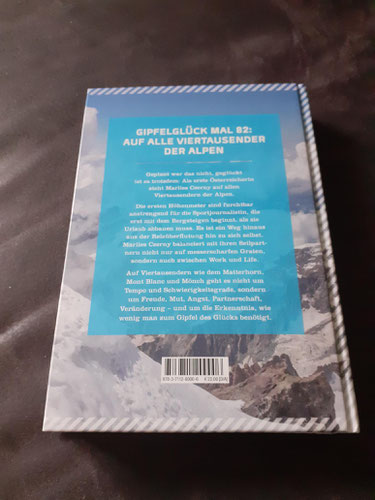 GIPFELGLÜCK MAL 82:
AUF ALLE VIERTAUSENDER
DER ALPEN
Geplant war das nicht, geglückt
ist es trotzdem: Als erste Österreicherin
steht Marlies Czerny auf allen
Viertausendern der Alpen.
Die ersten Höhenmeter sind furchtbar
anstrengend für die Sportjournalistin, die
erst mit dem Bergsteigen beginnt, als sie
Urlaub abbauen muss. Es ist ein Weg hinaus
aus der Reizüberflutung hin zu sich selbst.
Marlies Czerny balanciert mit ihren Seilpart-
nern nicht nur auf messerscharfen Graten,
sondern auch zwischen Work und Life.
Auf Viertausendern wie dem Matterhorn,
Mont Blanc und Mönch geht es nicht um
Tempo und Schwierigkeitsgrade, sondern
um Freude, Mut, Angst, Partnerschaft,
Veränderung – und um die Erkenntnis, wie
wenig man zum Gipfel des Glücks benötigt.